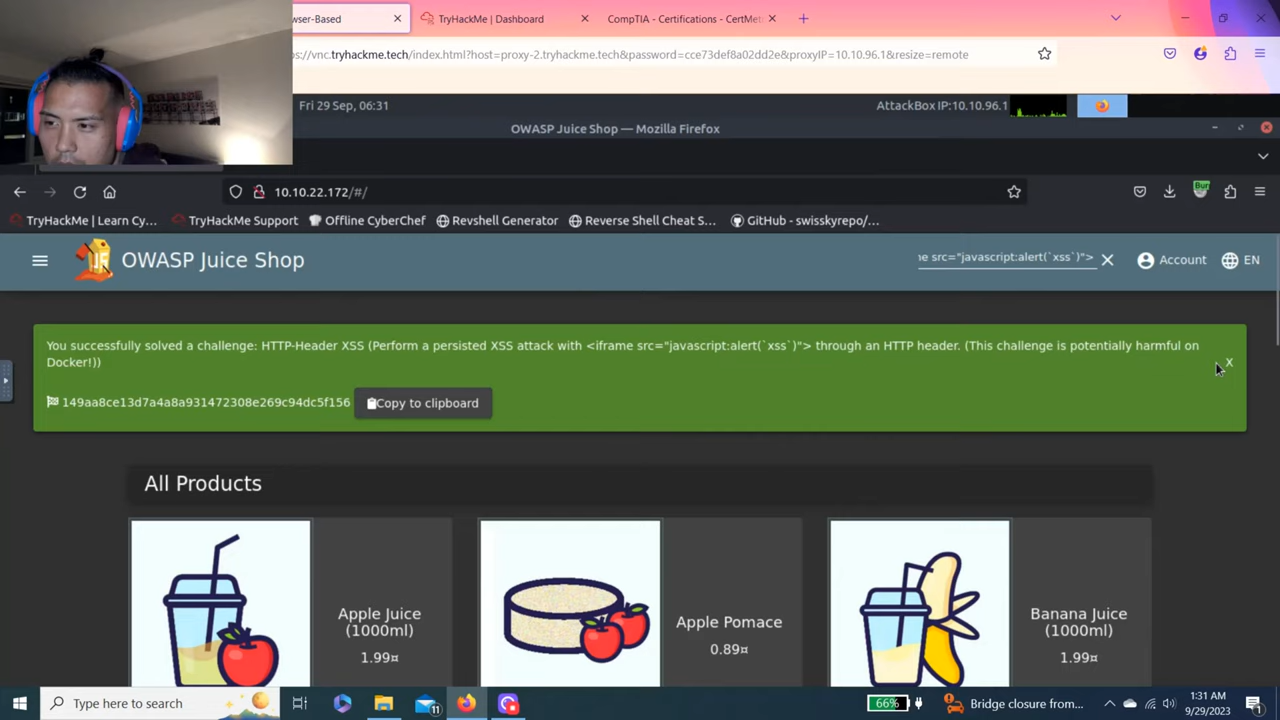 wser-Based
TryHackMe | Dashboard
CompTIA - Certifications - CertMet
ps://vnc.tryhackme.tech/index.html?host=proxy-2.tryhackme.tech&password=cce73def8a02dd2e&proxyIP=10.10.96.1&resize=remote
Fri 29 Sep, 06:31
AttackBox IP:10.10.96.1
OWASP Juice Shop — Mozilla Firefox
10.10.22.172/#/
Bur
TryHackMe | Learn Cy...
TryHackMe Support
Offline CyberChef
Revshell Generator
Reverse Shell Cheat S...
GitHub - swisskyrepo/...
OWASP Juice Shop
ne src="javascript:alert(`xss`)">
Account
EN
You successfully solved a challenge: HTTP-Header XSS (Perform a persisted XSS attack with <iframe src="javascript:alert(`xss`)"> through an HTTP header. (This challenge is potentially harmful on
Docker!))
X
149aa8ce13d7a4a8a931472308e269c94dc5f156
Copy to clipboard
All Products
Apple Juice
(1000ml)
1.99¤
Apple Pomace
0.89¤
Banana Juice
(1000ml)
1.99¤
Type here to search
11
66%
Bridge closure from...
1:31 AM
9/29/2023
1